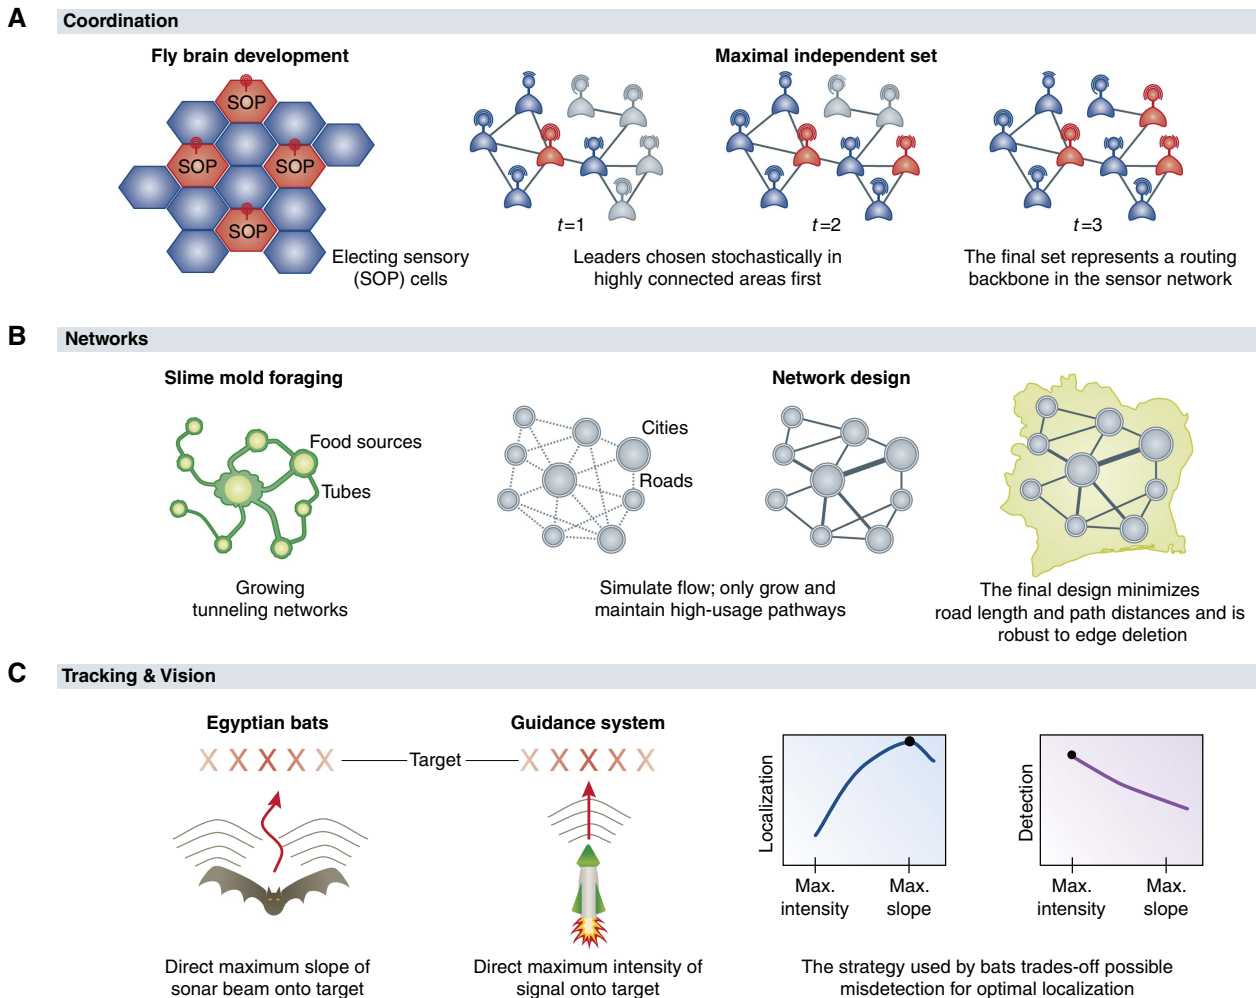 A
Coordination
Fly brain development
Maximal independent set
SOP
SOP
SOP
SOP
Electing sensory
(SOP) cells
t=1
t=2
t=3
Leaders chosen stochastically in
highly connected areas first
The final set represents a routing
backbone in the sensor network
B
Networks
Slime mold foraging
Network design
Food sources
Tubes
Cities
Roads
Growing
tunneling networks
Simulate flow; only grow and
maintain high-usage pathways
The final design minimizes
road length and path distances and is
robust to edge deletion
C
Tracking & Vision
Egyptian bats
Guidance system
X X X X X
Target
X X X X X
Direct maximum slope of
sonar beam onto target
Direct maximum intensity of
signal onto target
Localization
Max.
intensity
Max.
slope
Detection
Max.
intensity
Max.
slope
The strategy used by bats trades-off possible
misdetection for optimal localization